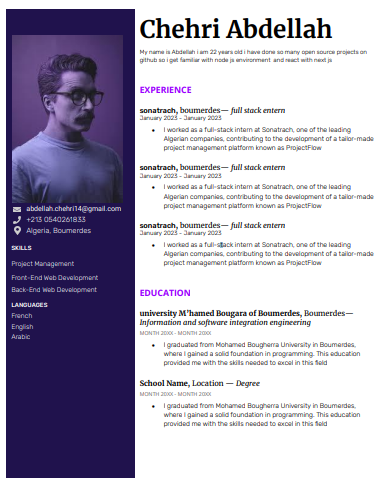 Chehri Abdellah
My name is Abdellah i am 22 years old i have done so many open source projects on
github so i get familiar with node js environment and react with next js
EXPERIENCE
sonatrach, boumerdes— full stack entern
January 2023 - January 2023
I worked as a full-stack intern at Sonatrach, one of the leading
Algerian companies, contributing to the development of a tailor-made
project management platform known as ProjectFlow
sonatrach, boumerdes— full stack entern
January 2023 - January 2023
I worked as a full-stack intern at Sonatrach, one of the leading
Algerian companies, contributing to the development of a tailor-made
project management platform known as ProjectFlow
sonatrach, boumerdes— full stack entern
January 2023 - January 2023
I worked as a full-stack intern at Sonatrach, one of the leading
Algerian companies, contributing to the development of a tailor-made
project management platform known as ProjectFlow
EDUCATION
university M'hamed Bougara of Boumerdes, Boumerdes—
Information and software integration engineering
MONTH 20XX - MONTH 20XX
I graduated from Mohamed Bougherra University in Boumerdes,
where I gained a solid foundation in programming. This education
provided me with the skills needed to excel in this field
School Name, Location — Degree
MONTH 20XX - MONTH 20XX
I graduated from Mohamed Bougherra University in Boumerdes,
where I gained a solid foundation in programming. This education
provided me with the skills needed to excel in this field
abdellah.chehri14@gmail.com
+213 0540261833
Algeria, Boumerdes
SKILLS
Project Management
Front-End Web Development
Back-End Web Development
LANGUAGES
French
English
Arabic